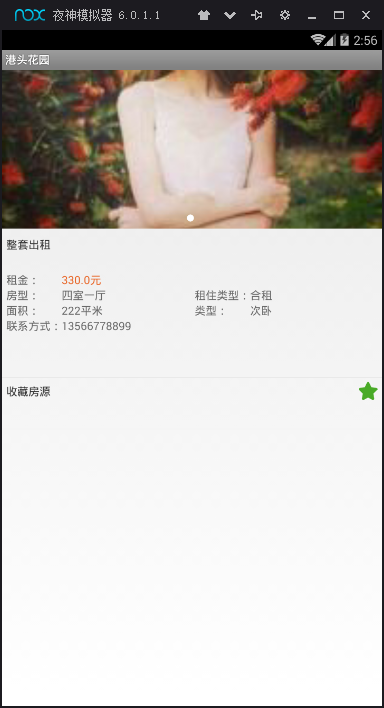 nox 夜神模拟器 6.0.1.1
2:56
港头花园
整套出租
租金： 330.0元
房型： 四室一厅 租住类型：合租
面积： 222平米 类型： 次卧
联系方式：13566778899
收藏房源